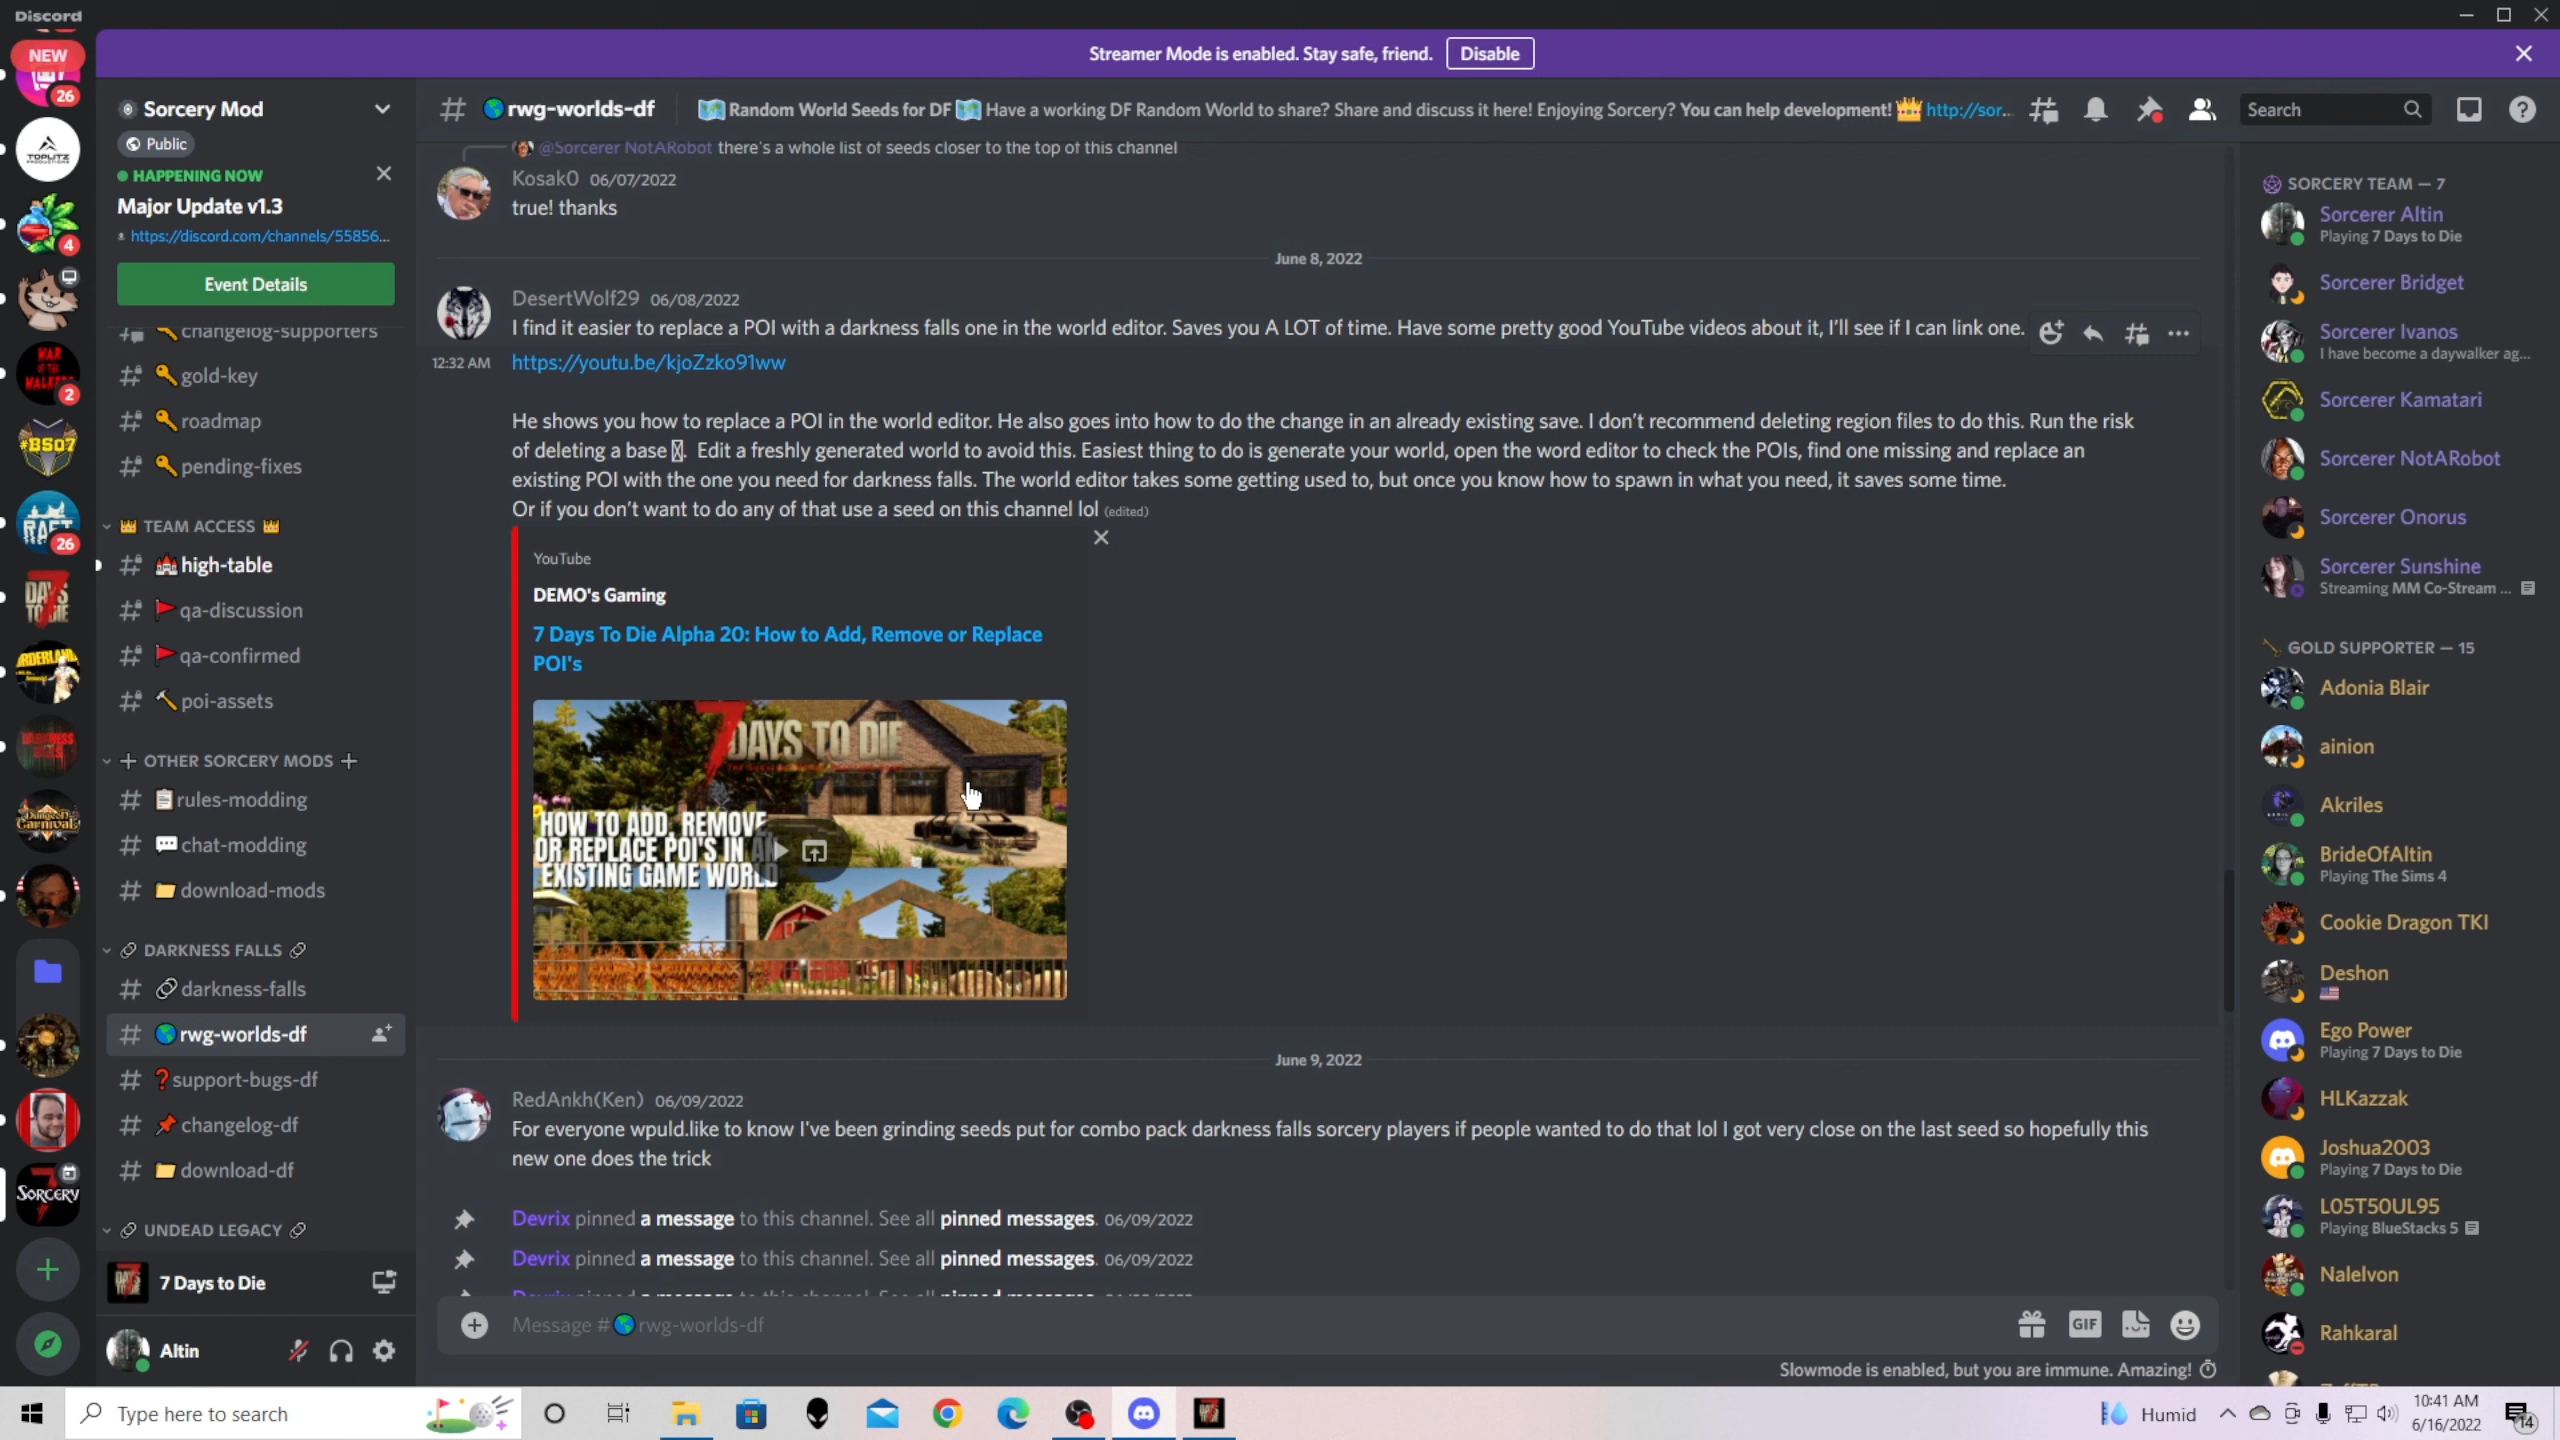 Discord
Streamer Mode is enabled. Stay safe, friend. Disable
NEW
26
TOPLITZ
PRODUCTIONS
4
WAR
OF THE
WALKERS
2
#BS07
RAFT
26
DAYS
TO DIE
DARKNESS
FALLS
Dungeon
Carnival
SORCERY
Sorcery Mod
Public
HAPPENING NOW
Major Update v1.3
https://discord.com/channels/55856...
Event Details
changelog-supporters
gold-key
roadmap
pending-fixes
TEAM ACCESS
high-table
qa-discussion
qa-confirmed
poi-assets
OTHER SORCERY MODS
rules-modding
chat-modding
download-mods
DARKNESS FALLS
darkness-falls
rwg-worlds-df
support-bugs-df
changelog-df
download-df
UNDEAD LEGACY
7 Days to Die
Altin
rwg-worlds-df
Random World Seeds for DF Have a working DF Random World to share? Share and discuss it here! Enjoying Sorcery? You can help development! http://sor...
Search
@Sorcerer NotARobot there's a whole list of seeds closer to the top of this channel
Kosak0 06/07/2022
true! thanks
June 8, 2022
DesertWolf29 06/08/2022
I find it easier to replace a POI with a darkness falls one in the world editor. Saves you A LOT of time. Have some pretty good YouTube videos about it, I'll see if I can link one.
12:32 AM https://youtu.be/kjoZzko91ww
He shows you how to replace a POI in the world editor. He also goes into how to do the change in an already existing save. I don't recommend deleting region files to do this. Run the risk
of deleting a base . Edit a freshly generated world to avoid this. Easiest thing to do is generate your world, open the word editor to check the POIs, find one missing and replace an
existing POI with the one you need for darkness falls. The world editor takes some getting used to, but once you know how to spawn in what you need, it saves some time.
Or if you don't want to do any of that use a seed on this channel lol (edited)
YouTube
DEMO's Gaming
7 Days To Die Alpha 20: How to Add, Remove or Replace
POI's
7 DAYS TO DIE
HOW TO ADD, REMOVE
OR REPLACE POI'S IN AN
EXISTING GAME WORLD
June 9, 2022
RedAnkh(Ken) 06/09/2022
For everyone wpuld.like to know I've been grinding seeds put for combo pack darkness falls sorcery players if people wanted to do that lol I got very close on the last seed so hopefully this
new one does the trick
Devrix pinned a message to this channel. See all pinned messages. 06/09/2022
Devrix pinned a message to this channel. See all pinned messages. 06/09/2022
Message # rwg-worlds-df
GIF
Slowmode is enabled, but you are immune. Amazing!
SORCERY TEAM — 7
Sorcerer Altin
Playing 7 Days to Die
Sorcerer Bridget
Sorcerer Ivanos
I have become a daywalker ag...
Sorcerer Kamatari
Sorcerer NotARobot
Sorcerer Onorus
Sorcerer Sunshine
Streaming MM Co-Stream ...
GOLD SUPPORTER — 15
Adonia Blair
ainion
Akriles
BrideOfAltin
Playing The Sims 4
Cookie Dragon TKI
Deshon
Ego Power
Playing 7 Days to Die
HLKazzak
Joshua2003
Playing 7 Days to Die
L05T50UL95
Playing BlueStacks 5
Nalelvon
Rahkaral
Type here to search
Humid
10:41 AM
6/16/2022
14